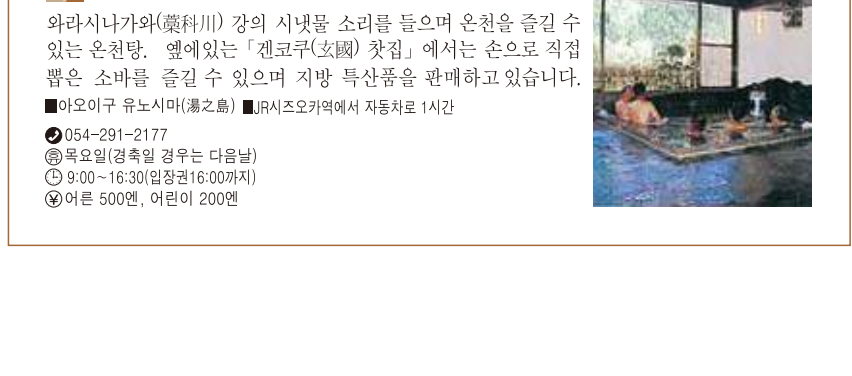 와라시나가와(藁科川) 강의 시냇물 소리를 들으며 온천을 즐길 수
있는 온천탕. 옆에있는「겐코쿠(玄國) 찻집」에서는 손으로 직접
뽑은 소바를 즐길 수 있으며 지방 특산품을 판매하고 있습니다.
■아오이구 유노시마(湯之島) ■JR시즈오카역에서 자동차로 1시간
054-291-2177
목요일(경축일 경우는 다음날)
9:00~16:30(입장권16:00까지)
¥어른 500엔, 어린이 200엔